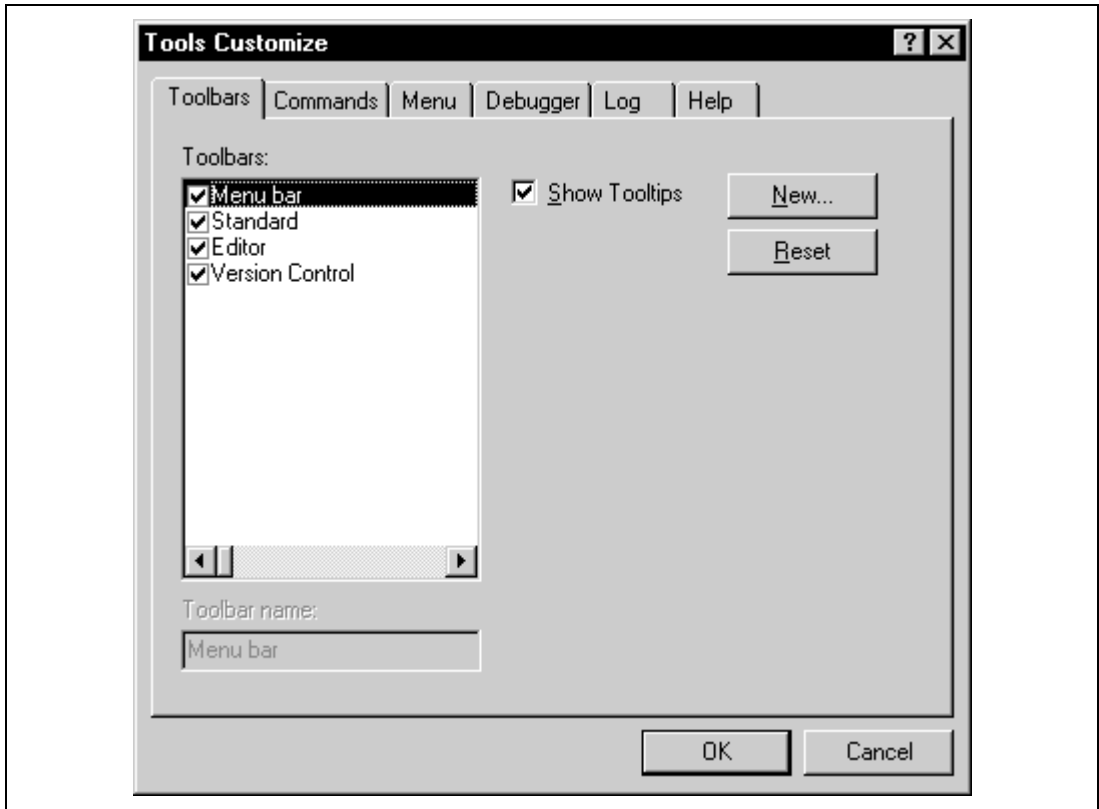 Tools Customize
Toolbars Commands Menu Debugger Log Help
Toolbars:
Menu bar
Standard
Editor
Version Control
Show Tooltips
New...
Reset
Toolbar name:
Menu bar
OK Cancel